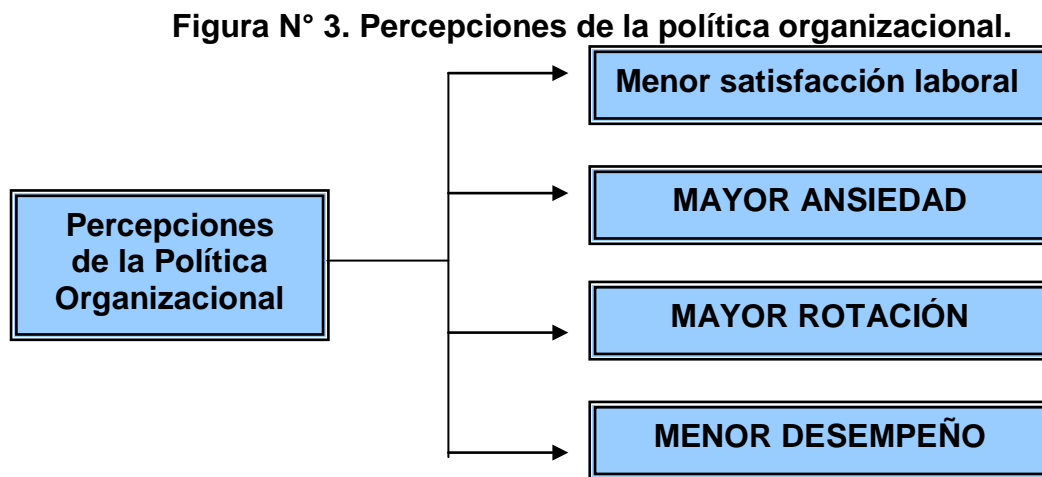 Figura N° 3. Percepciones de la política organizacional.
Menor satisfacción laboral
MAYOR ANSIEDAD
Percepciones
de la Política
Organizacional
MAYOR ROTACIÓN
MENOR DESEMPEÑO